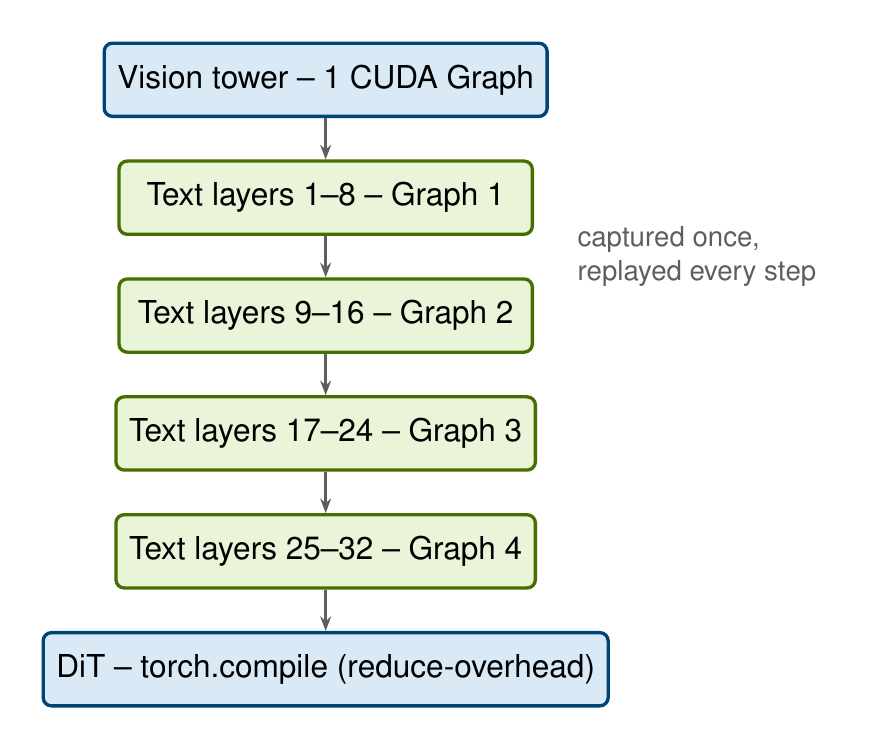 Vision tower – 1 CUDA Graph
Text layers 1–8 – Graph 1
captured once,
replayed every step
Text layers 9–16 – Graph 2
Text layers 17–24 – Graph 3
Text layers 25–32 – Graph 4
DiT – torch.compile (reduce-overhead)